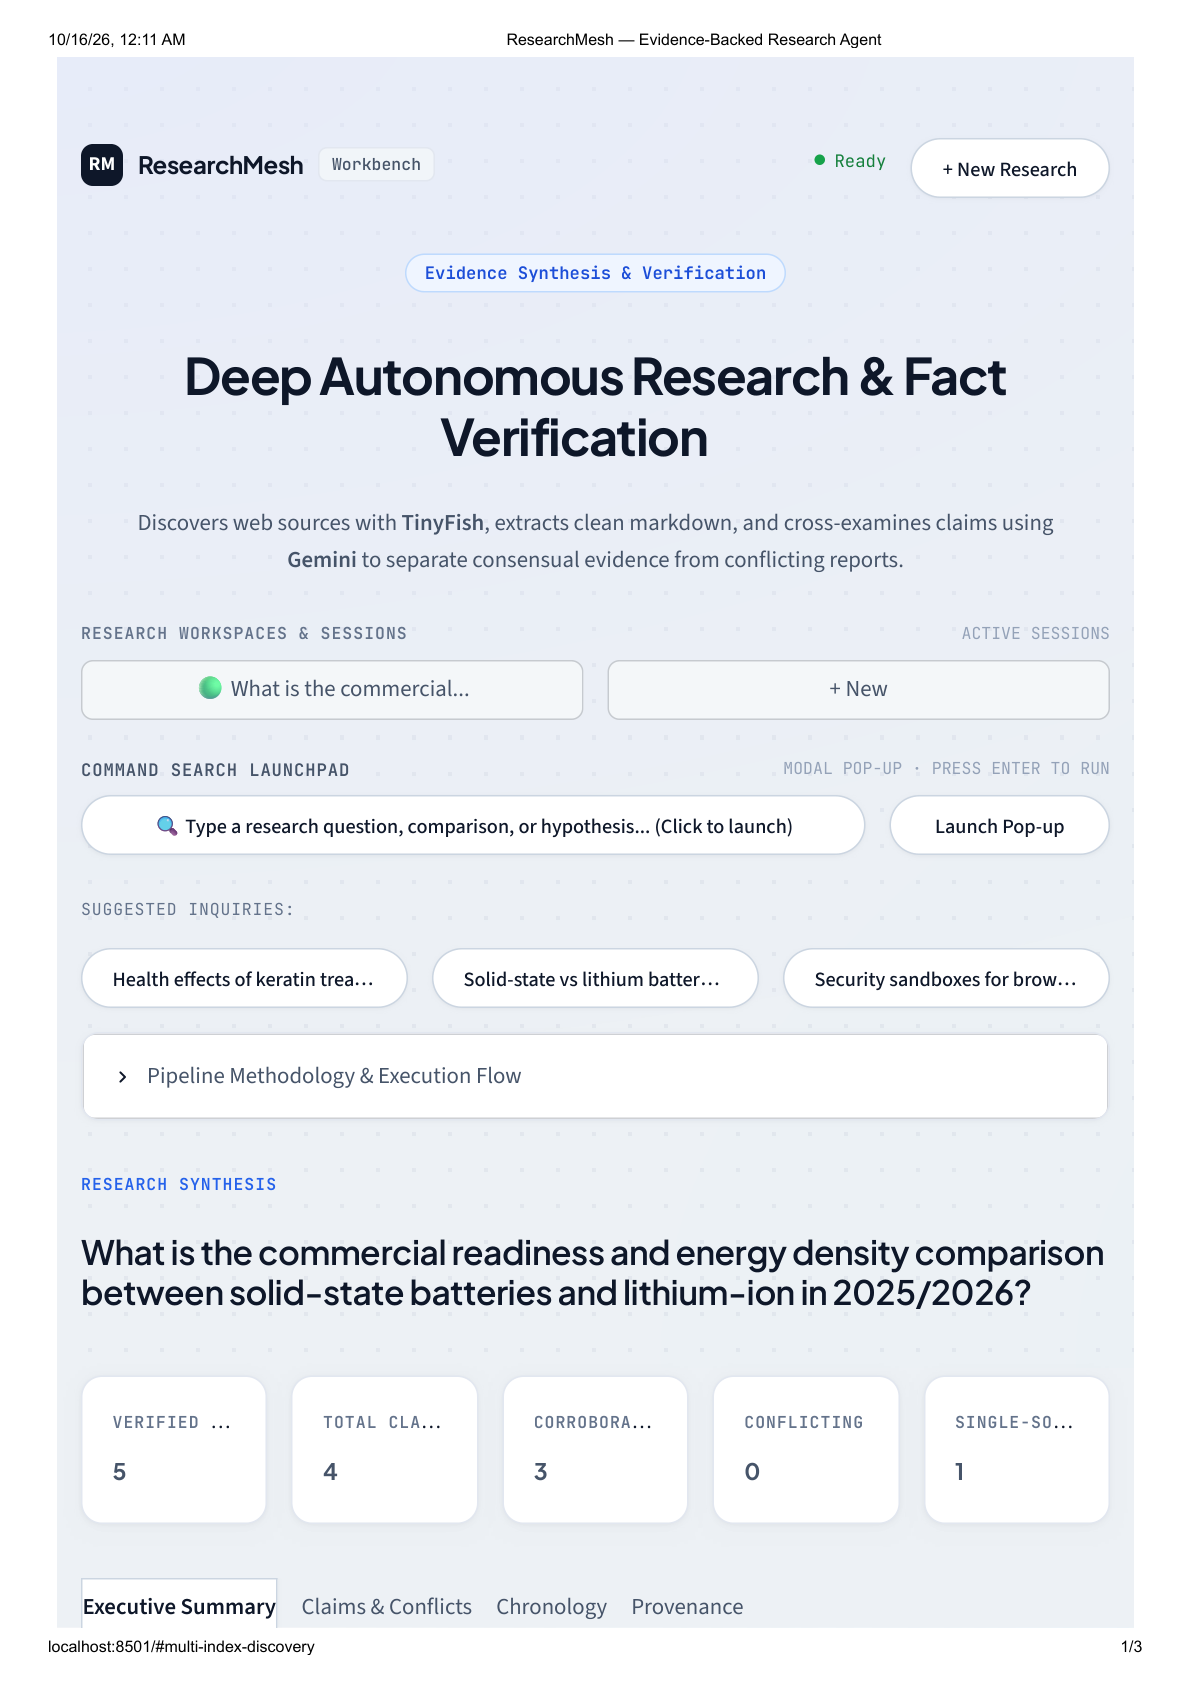 10/16/26, 12:11 AM
ResearchMesh — Evidence-Backed Research Agent
RM ResearchMesh Workbench
Ready
+ New Research
Evidence Synthesis & Verification
Deep Autonomous Research & Fact
Verification
Discovers web sources with TinyFish, extracts clean markdown, and cross-examines claims using
Gemini to separate consensual evidence from conflicting reports.
RESEARCH WORKSPACES & SESSIONS
ACTIVE SESSIONS
What is the commercial...
+ New
COMMAND SEARCH LAUNCHPAD
MODAL POP-UP · PRESS ENTER TO RUN
Type a research question, comparison, or hypothesis... (Click to launch)
Launch Pop-up
SUGGESTED INQUIRIES:
Health effects of keratin trea...
Solid-state vs lithium batter...
Security sandboxes for brow...
Pipeline Methodology & Execution Flow
RESEARCH SYNTHESIS
What is the commercial readiness and energy density comparison
between solid-state batteries and lithium-ion in 2025/2026?
VERIFIED ...
5
TOTAL CLA...
4
CORROBORA...
3
CONFLICTING
0
SINGLE-SO...
1
Executive Summary
Claims & Conflicts
Chronology
Provenance
localhost:8501/#multi-index-discovery
1/3